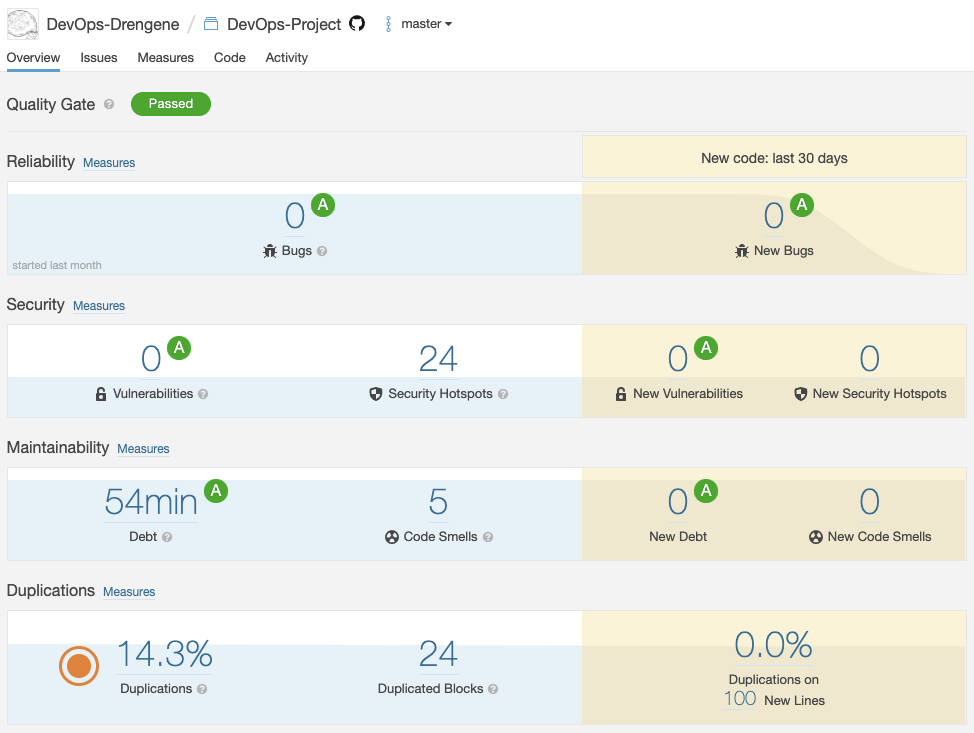 DevOps-Drengene / DevOps-Project master
Overview Issues Measures Code Activity
Quality Gate ? Passed
Reliability Measures
New code: last 30 days
0 A
Bugs ?
started last month
0 A
New Bugs
Security Measures
0 A
Vulnerabilities ?
24
Security Hotspots ?
0 A
New Vulnerabilities
0
New Security Hotspots
Maintainability Measures
54min A
Debt ?
5
Code Smells ?
0 A
New Debt
0
New Code Smells
Duplications Measures
14.3%
Duplications ?
24
Duplicated Blocks ?
0.0%
Duplications on
100 New Lines